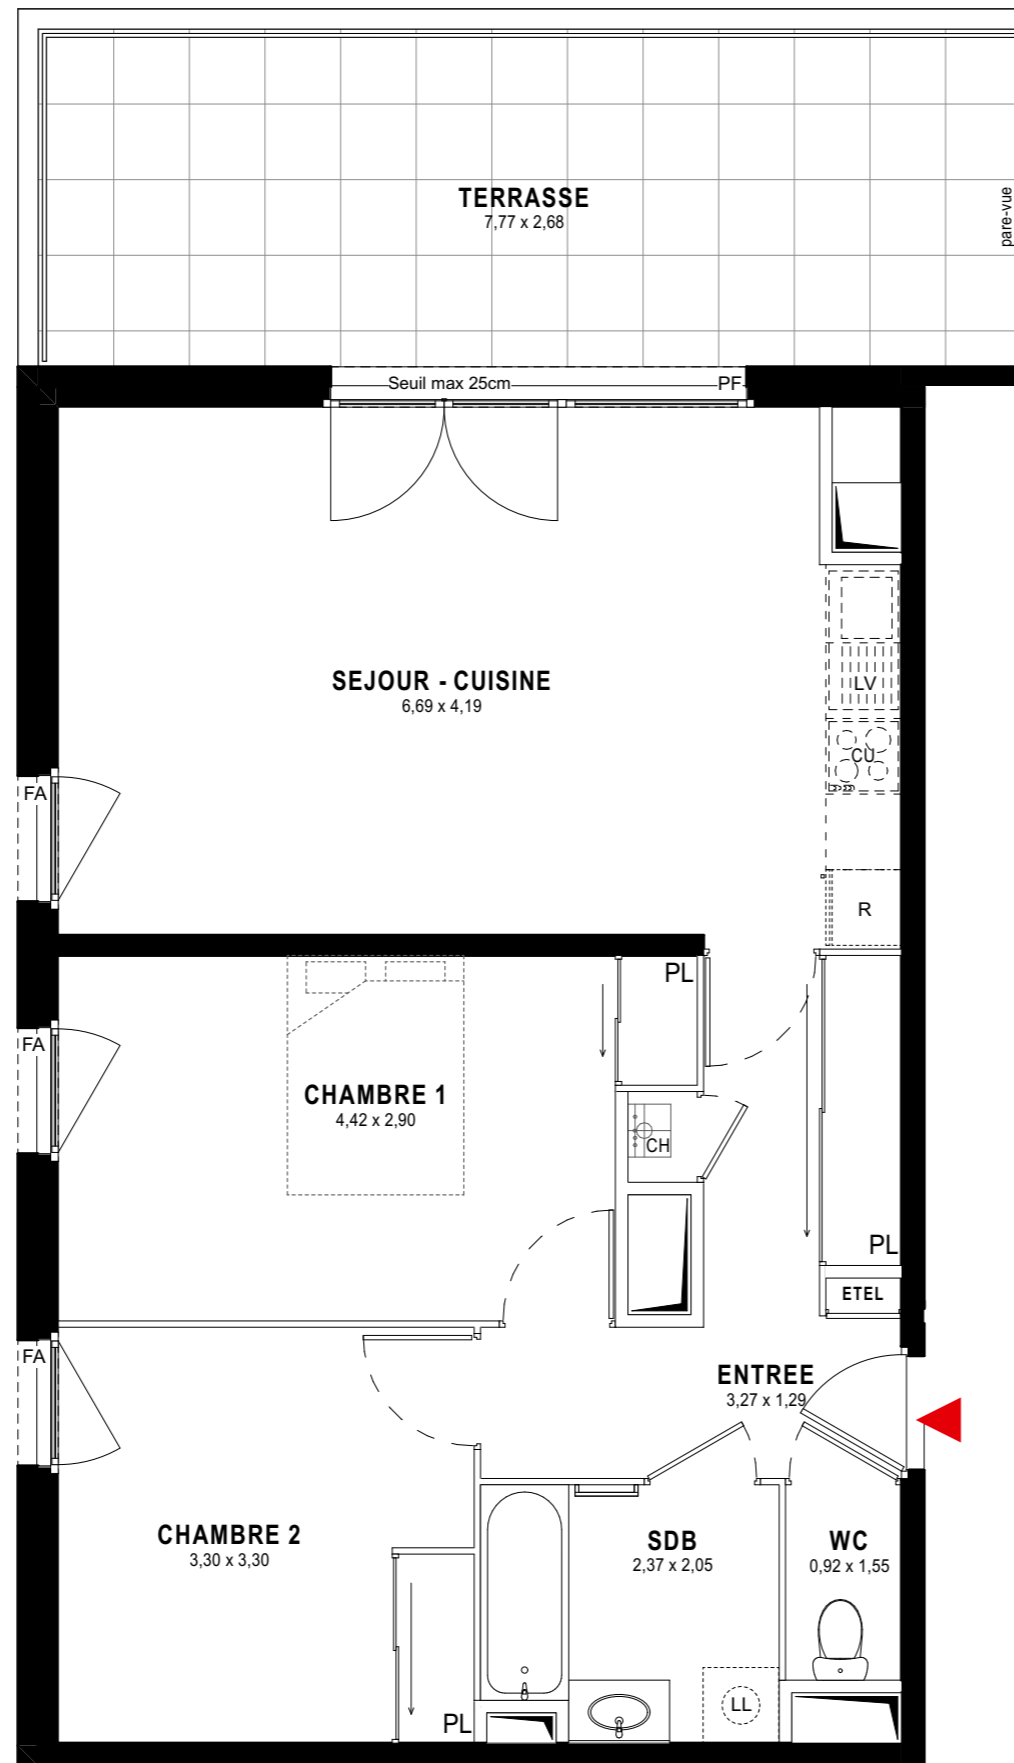 TERRASSE
7,77 x 2,68
pare-vue
Seuil max 25cm
PF
SEJOUR - CUISINE
6,69 x 4,19
LV
CU
FA
R
PL
FA
CHAMBRE 1
4,42 x 2,90
CH
PL
ETEL
FA
ENTREE
3,27 x 1,29
CHAMBRE 2
3,30 x 3,30
SDB
2,37 x 2,05
WC
0,92 x 1,55
LL
PL